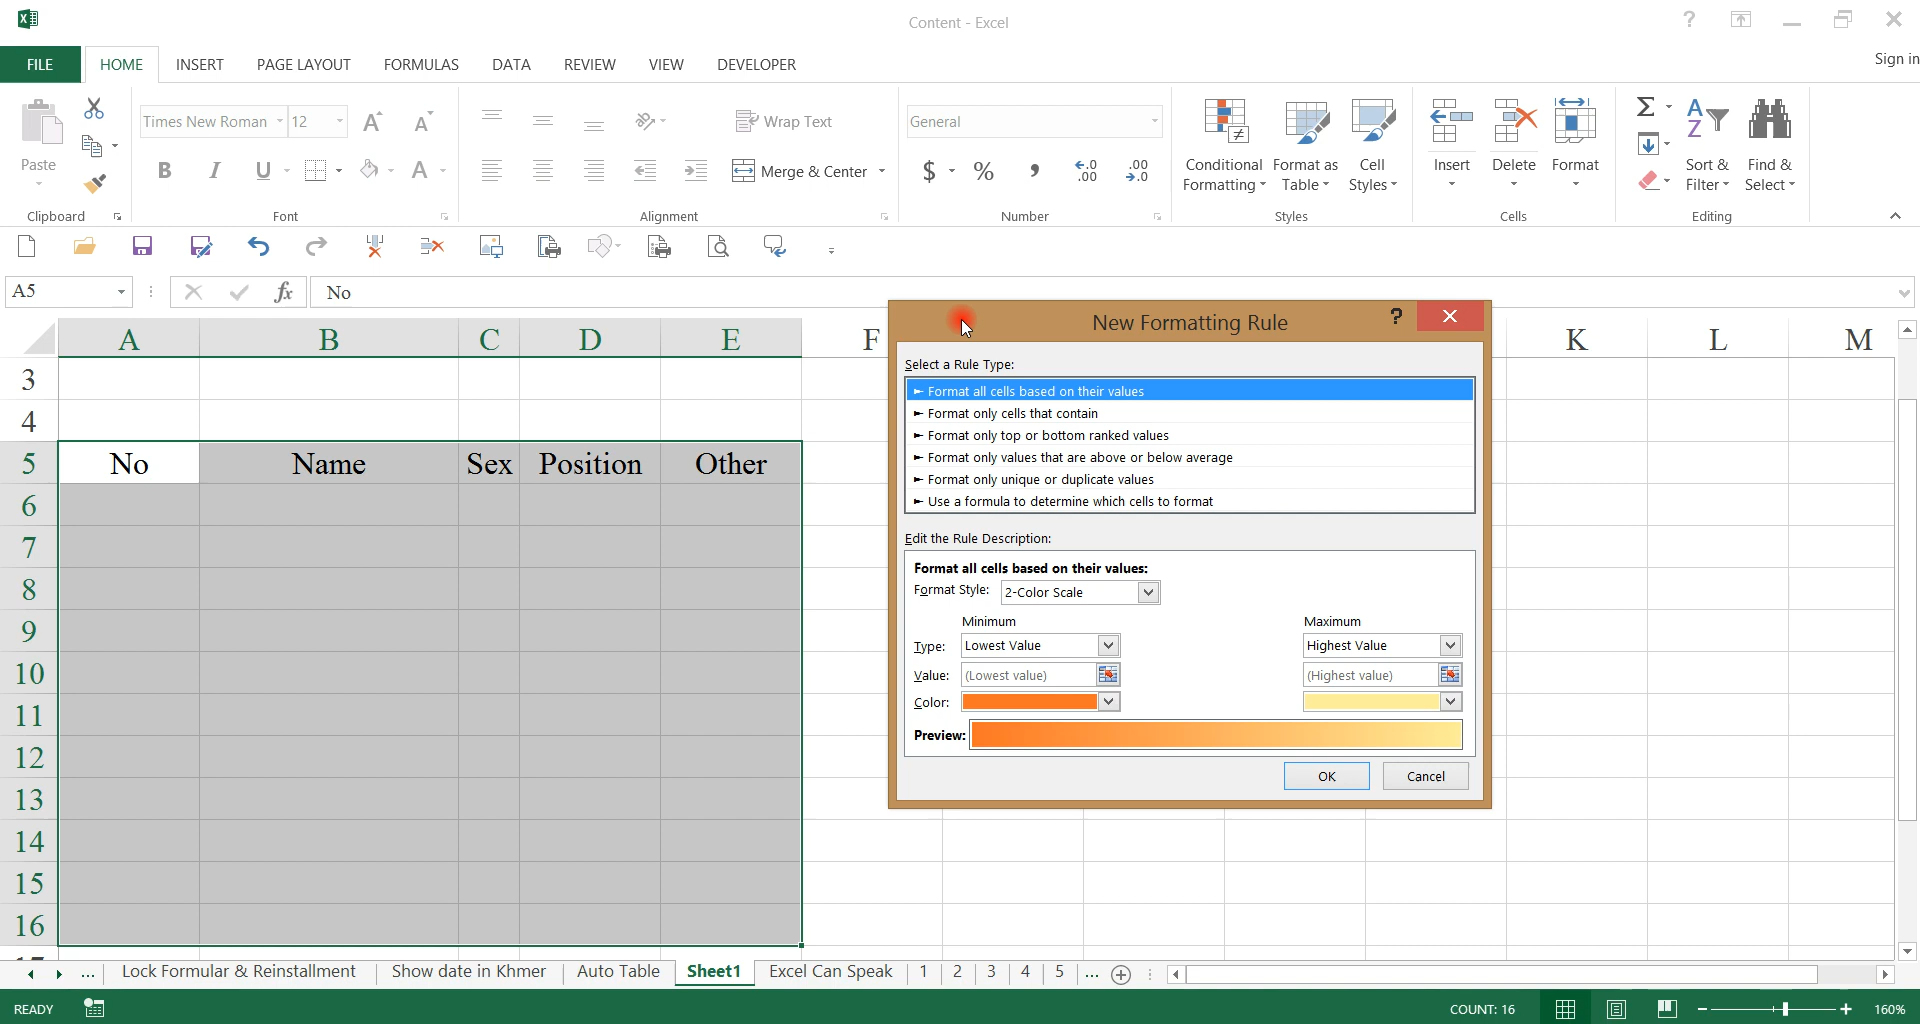 Content - Excel
?
Sign in
FILE HOME INSERT PAGE LAYOUT FORMULAS DATA REVIEW VIEW DEVELOPER
Times New Roman 12
Wrap Text
General
Paste
B I U A
Merge & Center
$ % , ←.0 .00 .00 →.0
Conditional Formatting
Format as Table
Cell Styles
Insert Delete Format
Sort & Filter
Find & Select
Clipboard Font Alignment Number Styles Cells Editing
A5 fx No
A B C D E F K L M
3
4
5 No Name Sex Position Other
6
7
8
9
10
11
12
13
14
15
16
New Formatting Rule ?
Select a Rule Type:
► Format all cells based on their values
► Format only cells that contain
► Format only top or bottom ranked values
► Format only values that are above or below average
► Format only unique or duplicate values
► Use a formula to determine which cells to format
Edit the Rule Description:
Format all cells based on their values:
Format Style: 2-Color Scale
Minimum Maximum
Type: Lowest Value Highest Value
Value: (Lowest value) (Highest value)
Color:
Preview:
OK Cancel
... Lock Formular & Reinstallment Show date in Khmer Auto Table Sheet1 Excel Can Speak 1 2 3 4 5 ...
READY COUNT: 16 160%